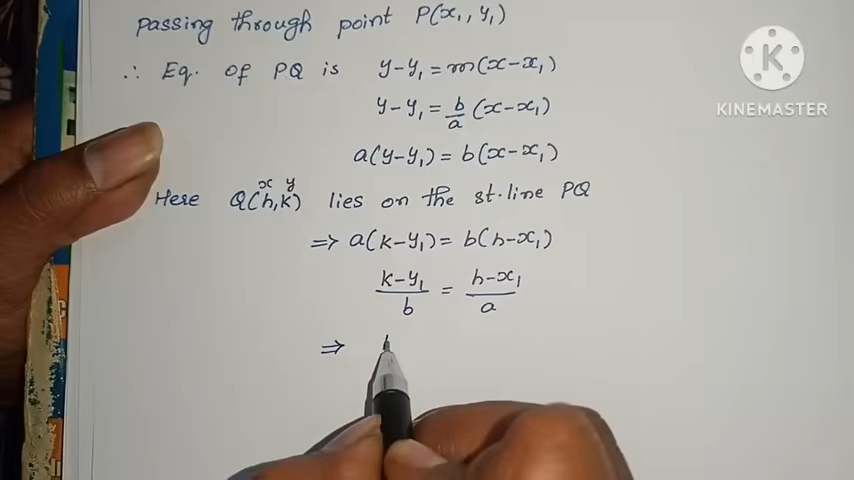 passing through point P(x₁, y₁)
∴ Eq. of PQ is y-y₁ = m(x-x₁)
y-y₁ = b/a (x-x₁)
a(y-y₁) = b(x-x₁)
x y
Here Q(h,k) lies on the st.line PQ
⇒ a(k-y₁) = b(h-x₁)
k-y₁/b = h-x₁/a
⇒
K
KINEMASTER